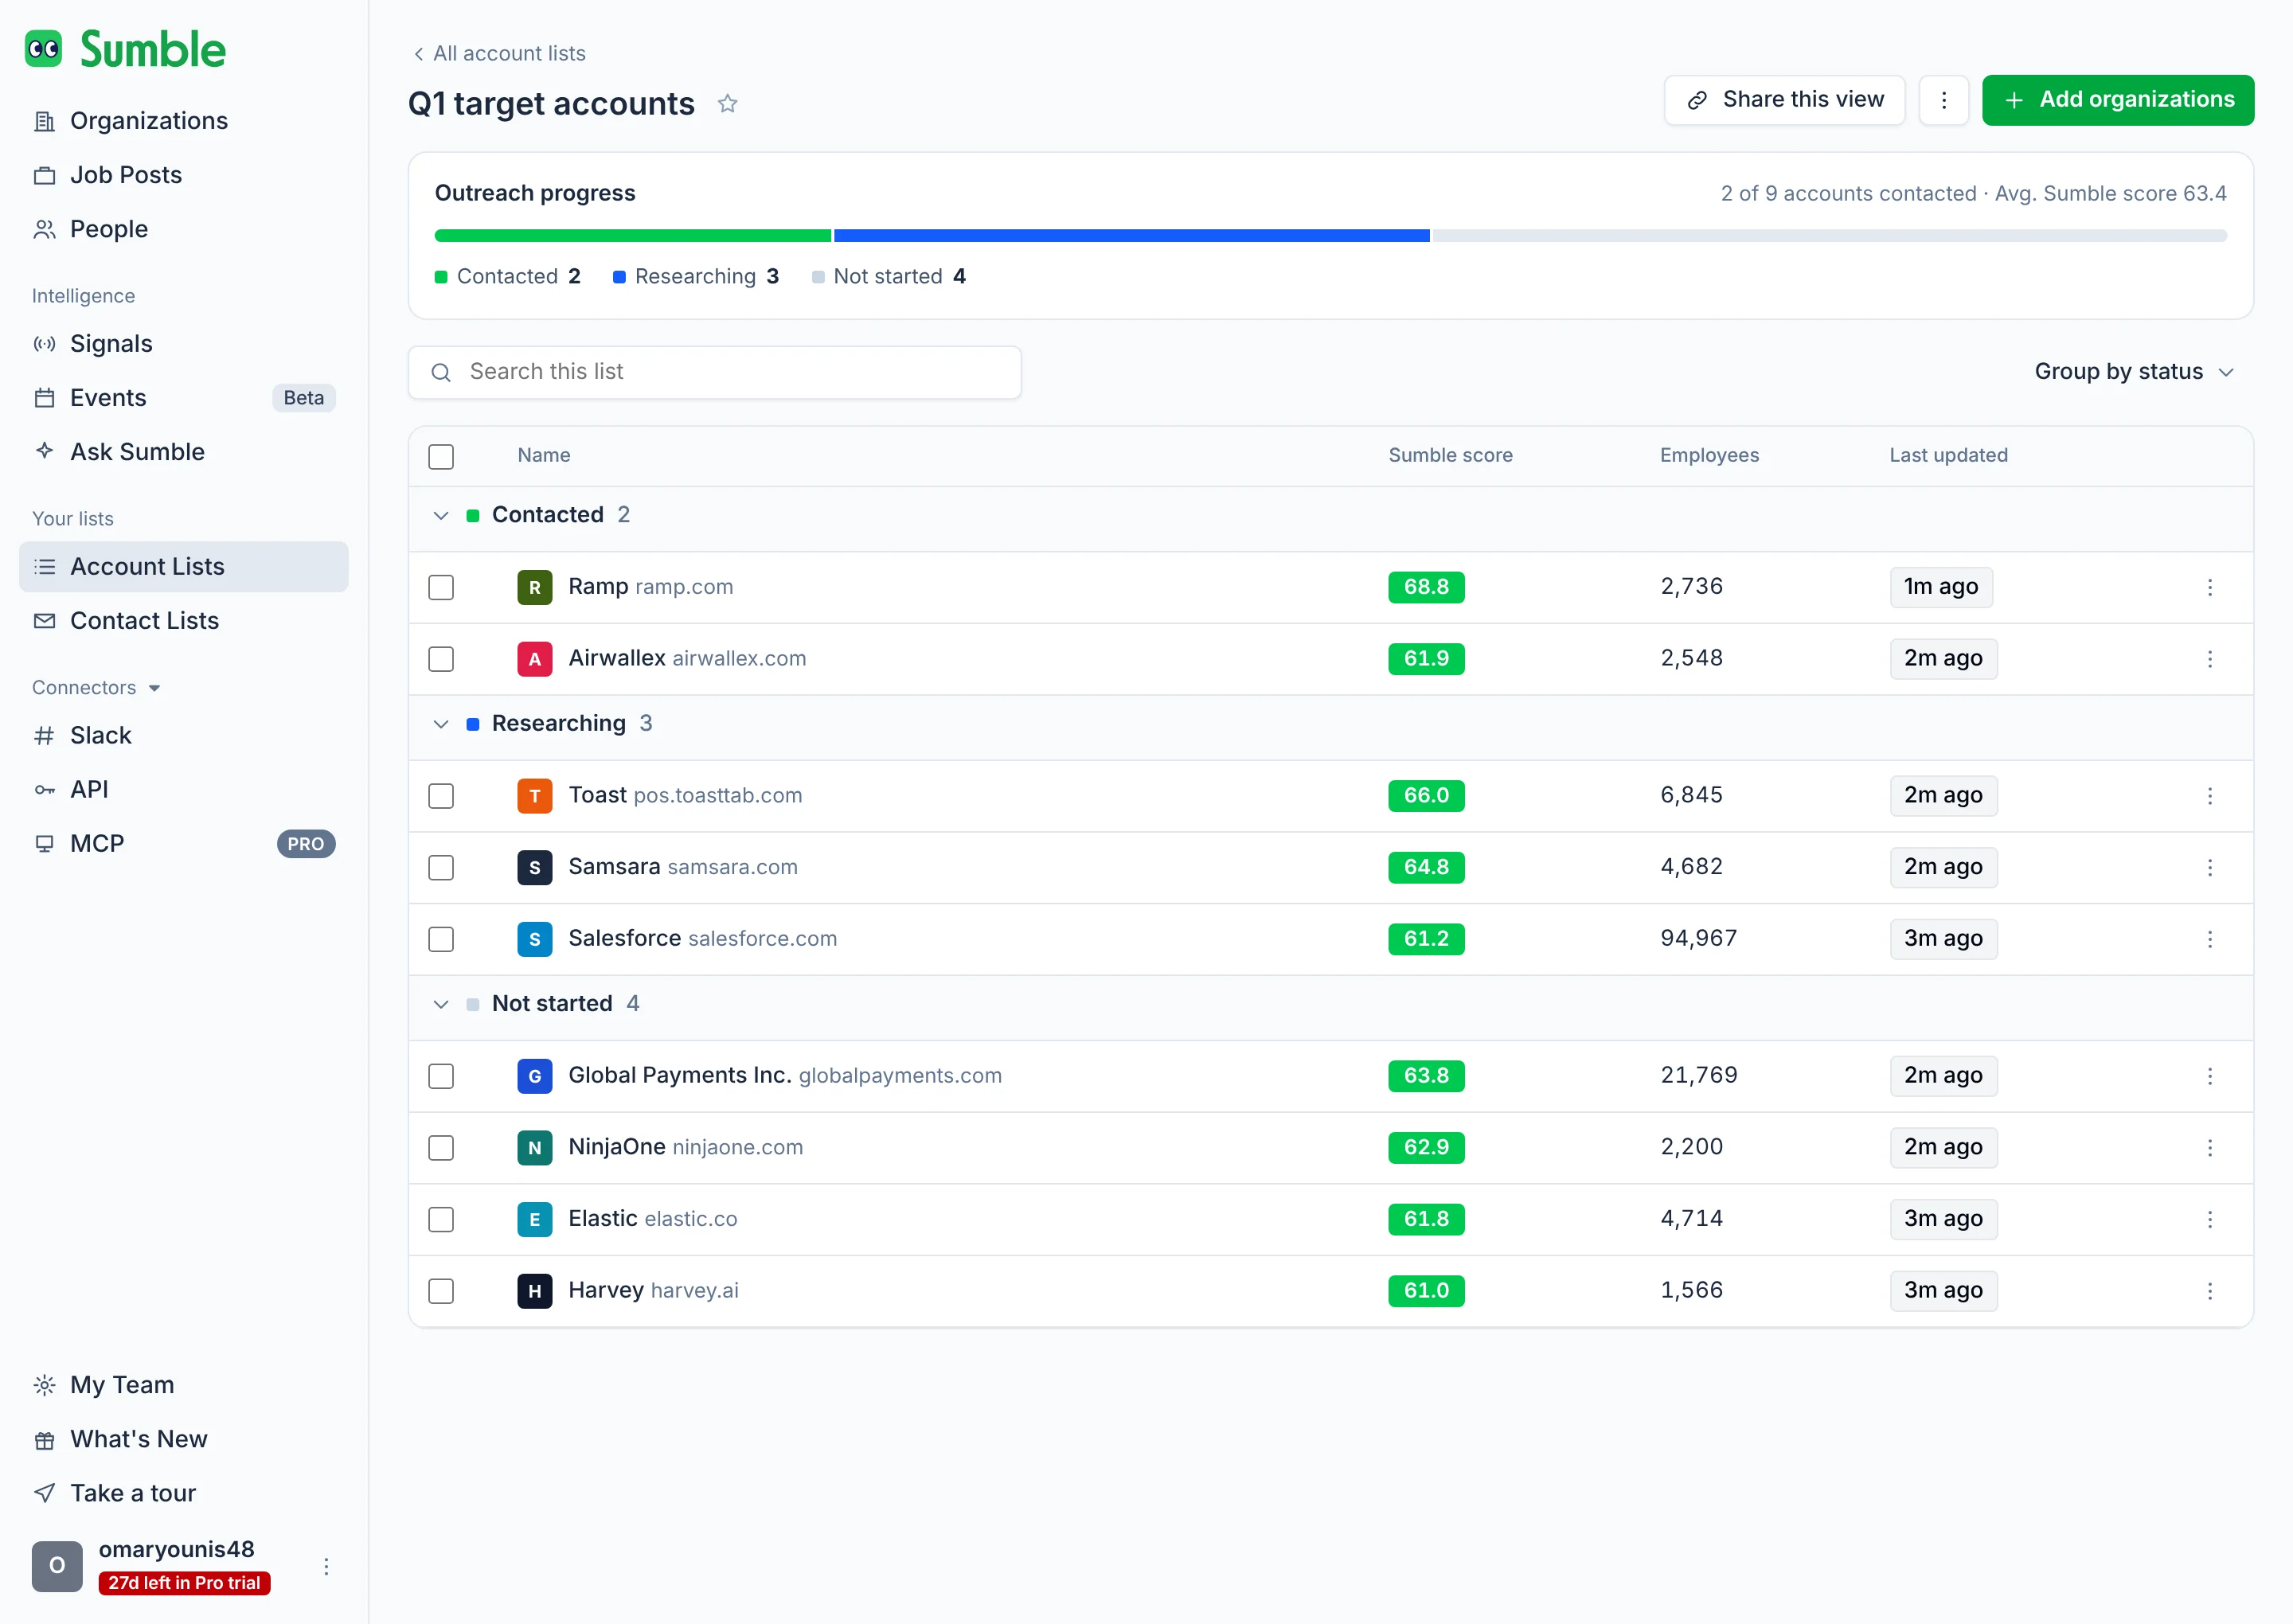 Sumble
Organizations
Job Posts
People
Intelligence
Signals
Events Beta
Ask Sumble
Your lists
Account Lists
Contact Lists
Connectors
Slack
API
MCP PRO
My Team
What's New
Take a tour
O
omaryounis48
27d left in Pro trial
All account lists
Q1 target accounts
Share this view
Add organizations
Outreach progress
2 of 9 accounts contacted · Avg. Sumble score 63.4
Contacted 2 Researching 3 Not started 4
Search this list
Group by status
Name Sumble score Employees Last updated
Contacted 2
R Ramp ramp.com 68.8 2,736 1m ago
A Airwallex airwallex.com 61.9 2,548 2m ago
Researching 3
T Toast pos.toasttab.com 66.0 6,845 2m ago
S Samsara samsara.com 64.8 4,682 2m ago
S Salesforce salesforce.com 61.2 94,967 3m ago
Not started 4
G Global Payments Inc. globalpayments.com 63.8 21,769 2m ago
N NinjaOne ninjaone.com 62.9 2,200 2m ago
E Elastic elastic.co 61.8 4,714 3m ago
H Harvey harvey.ai 61.0 1,566 3m ago